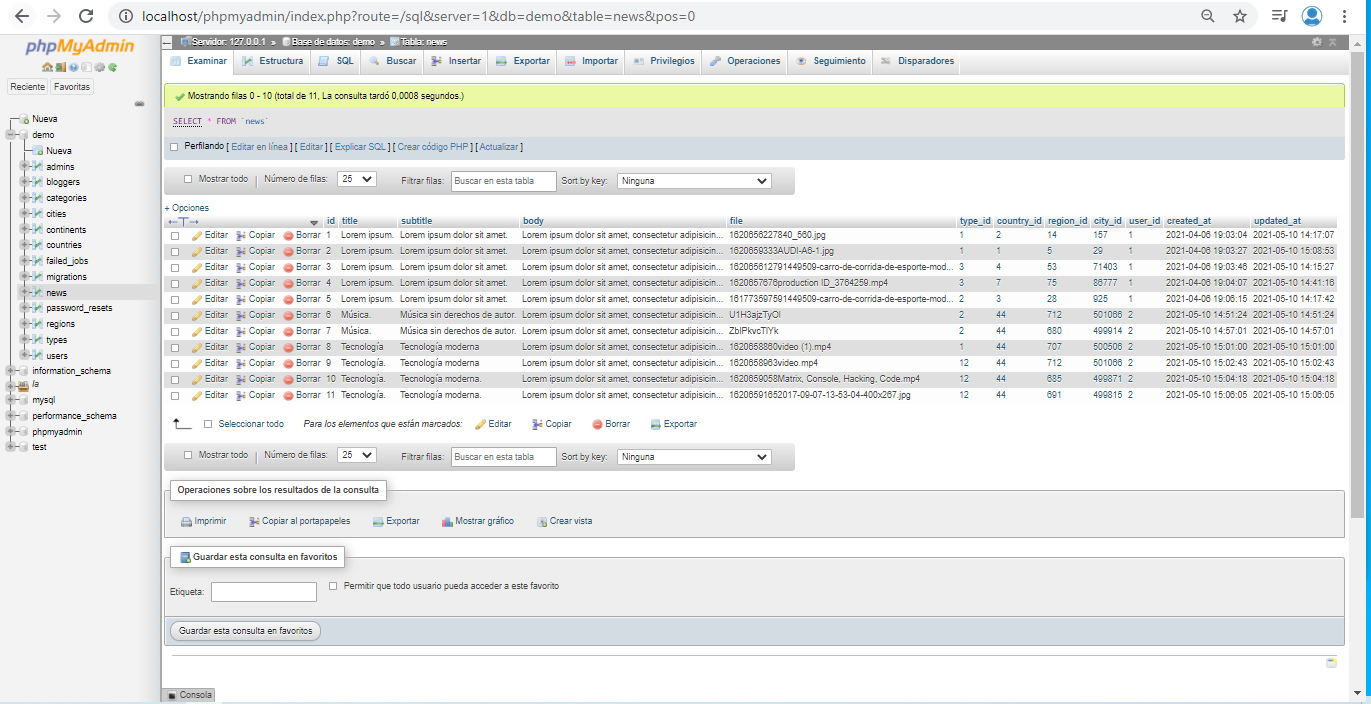 localhost/phpmyadmin/index.php?route=/sql&server=1&db=demo&table=news&pos=0
phpMyAdmin
Reciente Favoritas
Nueva
demo
Nueva
admins
bloggers
categories
cities
continents
countries
failed_jobs
migrations
news
password_resets
regions
types
users
information_schema
la
mysql
performance_schema
phpmyadmin
test
Servidor: 127.0.0.1 » Base de datos: demo » Tabla: news
Examinar Estructura SQL Buscar Insertar Exportar Importar Privilegios Operaciones Seguimiento Disparadores
Mostrando filas 0 - 10 (total de 11, La consulta tardó 0,0008 segundos.)
SELECT * FROM `news`
Perfilando [ Editar en línea ] [ Editar ] [ Explicar SQL ] [ Crear código PHP ] [ Actualizar ]
Mostrar todo Número de filas: 25 Filtrar filas: Buscar en esta tabla Sort by key: Ninguna
+ Opciones
id title subtitle body file type_id country_id region_id city_id user_id created_at updated_at
Editar Copiar Borrar 1 Lorem ipsum. Lorem ipsum dolor sit amet. Lorem ipsum dolor sit amet, consectetur adipisicin... 1620656227840_560.jpg 1 2 14 157 1 2021-04-06 19:03:04 2021-05-10 14:17:07
Editar Copiar Borrar 2 Lorem ipsum. Lorem ipsum dolor sit amet. Lorem ipsum dolor sit amet, consectetur adipisicin... 1620659333AUDI-A6-1.jpg 1 1 5 29 1 2021-04-06 19:03:27 2021-05-10 15:08:53
Editar Copiar Borrar 3 Lorem ipsum. Lorem ipsum dolor sit amet. Lorem ipsum dolor sit amet, consectetur adipisicin... 1620656127914​49509-carro-de-corrida-de-esporte-mod... 3 4 53 71403 1 2021-04-06 19:03:46 2021-05-10 14:15:27
Editar Copiar Borrar 4 Lorem ipsum. Lorem ipsum dolor sit amet. Lorem ipsum dolor sit amet, consectetur adipisicin... 1620657676production ID_3764259.mp4 3 7 75 86777 1 2021-04-06 19:04:07 2021-05-10 14:41:16
Editar Copiar Borrar 5 Lorem ipsum. Lorem ipsum dolor sit amet. Lorem ipsum dolor sit amet, consectetur adipisicin... 161773597591449509-carro-de-corrida-de-esporte-mod... 2 3 28 925 1 2021-04-06 19:06:15 2021-05-10 14:17:42
Editar Copiar Borrar 6 Música. Música sin derechos de autor. Lorem ipsum dolor sit amet, consectetur adipisicin... U1H3ajzTyOI 2 44 712 501066 2 2021-05-10 14:51:24 2021-05-10 14:51:24
Editar Copiar Borrar 7 Música. Música sin derechos de autor. Lorem ipsum dolor sit amet, consectetur adipisicin... ZbIPkvcTlYk 2 44 680 499914 2 2021-05-10 14:57:01 2021-05-10 14:57:01
Editar Copiar Borrar 8 Tecnología Tecnología moderna Lorem ipsum dolor sit amet, consectetur adipisicin... 1620658860video (1).mp4 1 44 707 500506 2 2021-05-10 15:01:00 2021-05-10 15:01:00
Editar Copiar Borrar 9 Tecnología. Tecnología moderna. Lorem ipsum dolor sit amet, consectetur adipisicin... 1620658963video.mp4 12 44 712 501066 2 2021-05-10 15:02:43 2021-05-10 15:02:43
Editar Copiar Borrar 10 Tecnología. Tecnología moderna. Lorem ipsum dolor sit amet, consectetur adipisicin... 1620659058Matrix, Console, Hacking, Code.mp4 12 44 685 499871 2 2021-05-10 15:04:18 2021-05-10 15:04:18
Editar Copiar Borrar 11 Tecnología. Tecnología moderna. Lorem ipsum dolor sit amet, consectetur adipisicin... 16206591652017-09-07-13-53-04-400x267.jpg 12 44 691 499815 2 2021-05-10 15:06:05 2021-05-10 15:06:05
Seleccionar todo Para los elementos que están marcados: Editar Copiar Borrar Exportar
Mostrar todo Número de filas: 25 Filtrar filas: Buscar en esta tabla Sort by key: Ninguna
Operaciones sobre los resultados de la consulta
Imprimir Copiar al portapapeles Exportar Mostrar gráfico Crear vista
Guardar esta consulta en favoritos
Etiqueta: Permitir que todo usuario pueda acceder a este favorito
Guardar esta consulta en favoritos
Consola